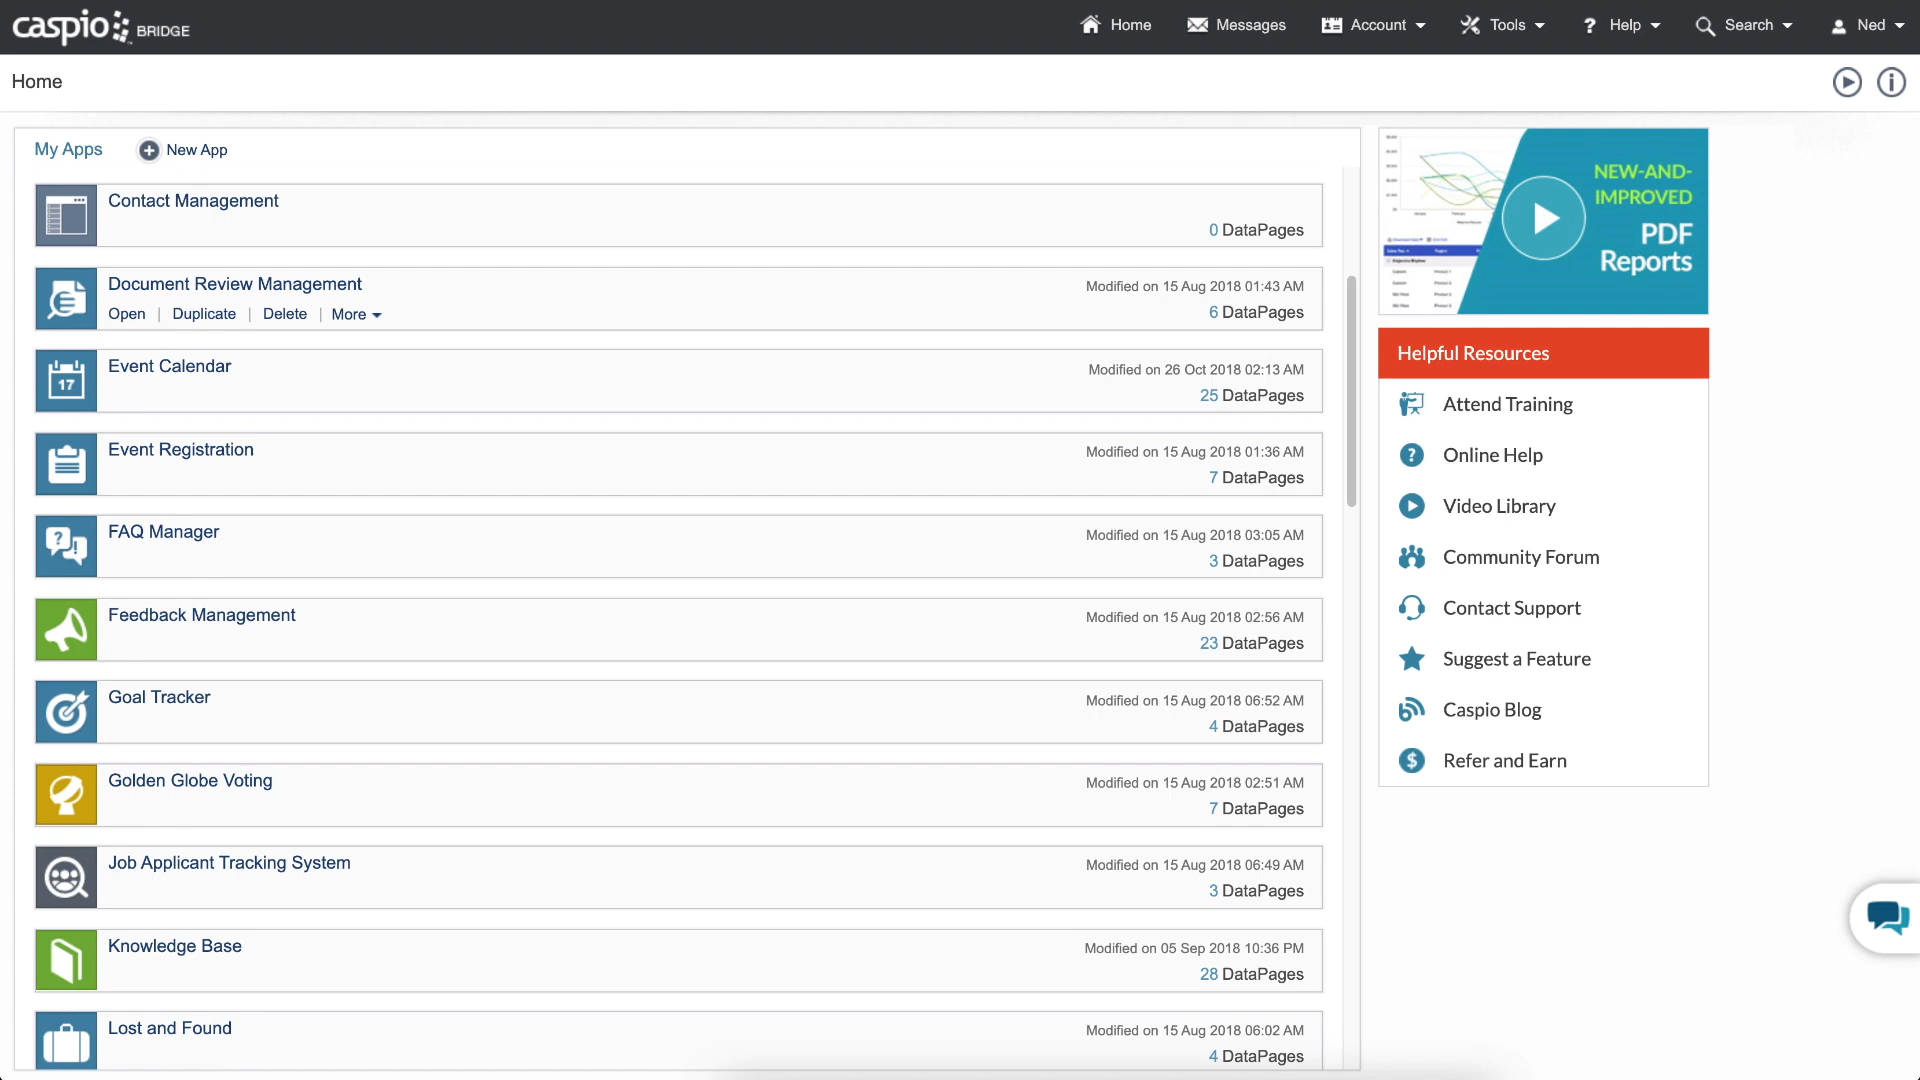 caspio BRIDGE
Home
Messages
Account
Tools
? Help
Search
Ned
Home
My Apps
New App
Contact Management
0 DataPages
Document Review Management
Modified on 15 Aug 2018 01:43 AM
Open | Duplicate | Delete | More
6 DataPages
Event Calendar
Modified on 26 Oct 2018 02:13 AM
17
25 DataPages
Event Registration
Modified on 15 Aug 2018 01:36 AM
7 DataPages
FAQ Manager
Modified on 15 Aug 2018 03:05 AM
3 DataPages
Feedback Management
Modified on 15 Aug 2018 02:56 AM
23 DataPages
Goal Tracker
Modified on 15 Aug 2018 06:52 AM
4 DataPages
Golden Globe Voting
Modified on 15 Aug 2018 02:51 AM
7 DataPages
Job Applicant Tracking System
Modified on 15 Aug 2018 06:49 AM
3 DataPages
Knowledge Base
Modified on 05 Sep 2018 10:36 PM
28 DataPages
Lost and Found
Modified on 15 Aug 2018 06:02 AM
4 DataPages
NEW-AND-
IMPROVED
PDF
Reports
Helpful Resources
Attend Training
Online Help
Video Library
Community Forum
Contact Support
Suggest a Feature
Caspio Blog
Refer and Earn